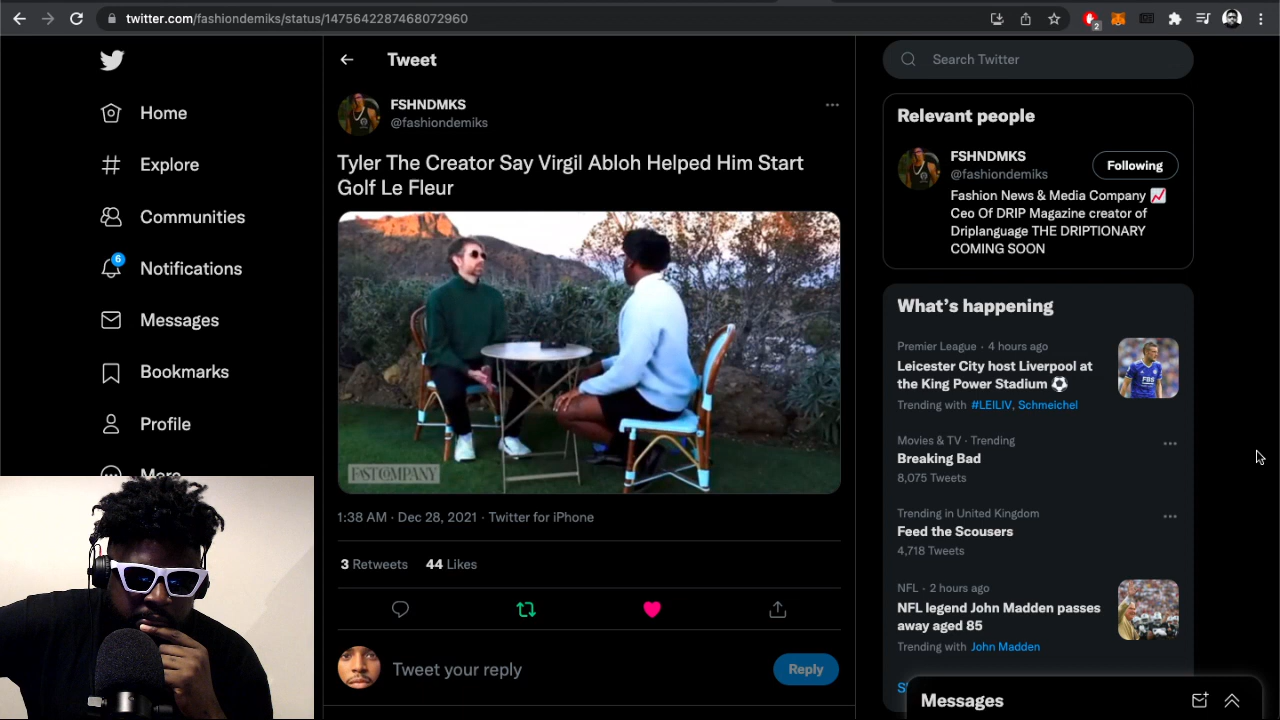 twitter.com/fashiondemiks/status/1475642287468072960
2
Home
Explore
Communities
6
Notifications
Messages
Bookmarks
Profile
More
Tweet
FSHNDMKS
@fashiondemiks
Tyler The Creator Say Virgil Abloh Helped Him Start
Golf Le Fleur
FAST COMPANY
1:38 AM · Dec 28, 2021 · Twitter for iPhone
3 Retweets 44 Likes
Tweet your reply
Reply
Search Twitter
Relevant people
FSHNDMKS
@fashiondemiks
Following
Fashion News & Media Company 📈
Ceo Of DRIP Magazine creator of
Driplanguage THE DRIPTIONARY
COMING SOON
What's happening
Premier League · 4 hours ago
Leicester City host Liverpool at
the King Power Stadium ⚽
Trending with #LEILIV, Schmeichel
Movies & TV · Trending
Breaking Bad
8,075 Tweets
Trending in United Kingdom
Feed the Scousers
4,718 Tweets
NFL · 2 hours ago
NFL legend John Madden passes
away aged 85
Trending with John Madden
Messages